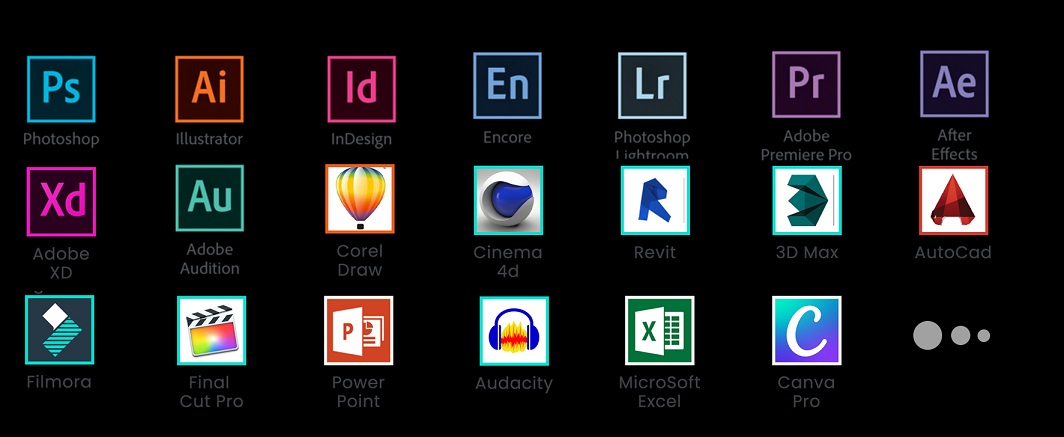 Ps Ai Id En Lr Pr Ae
Photoshop Illustrator InDesign Encore Photoshop Adobe After
Lightroom Premiere Pro Effects
Xd Au
Adobe Adobe Corel Cinema Revit 3D Max AutoCad
XD Audition Draw 4d
P X C
Filmora Final Power Audacity MicroSoft Canva
Cut Pro Point Excel Pro